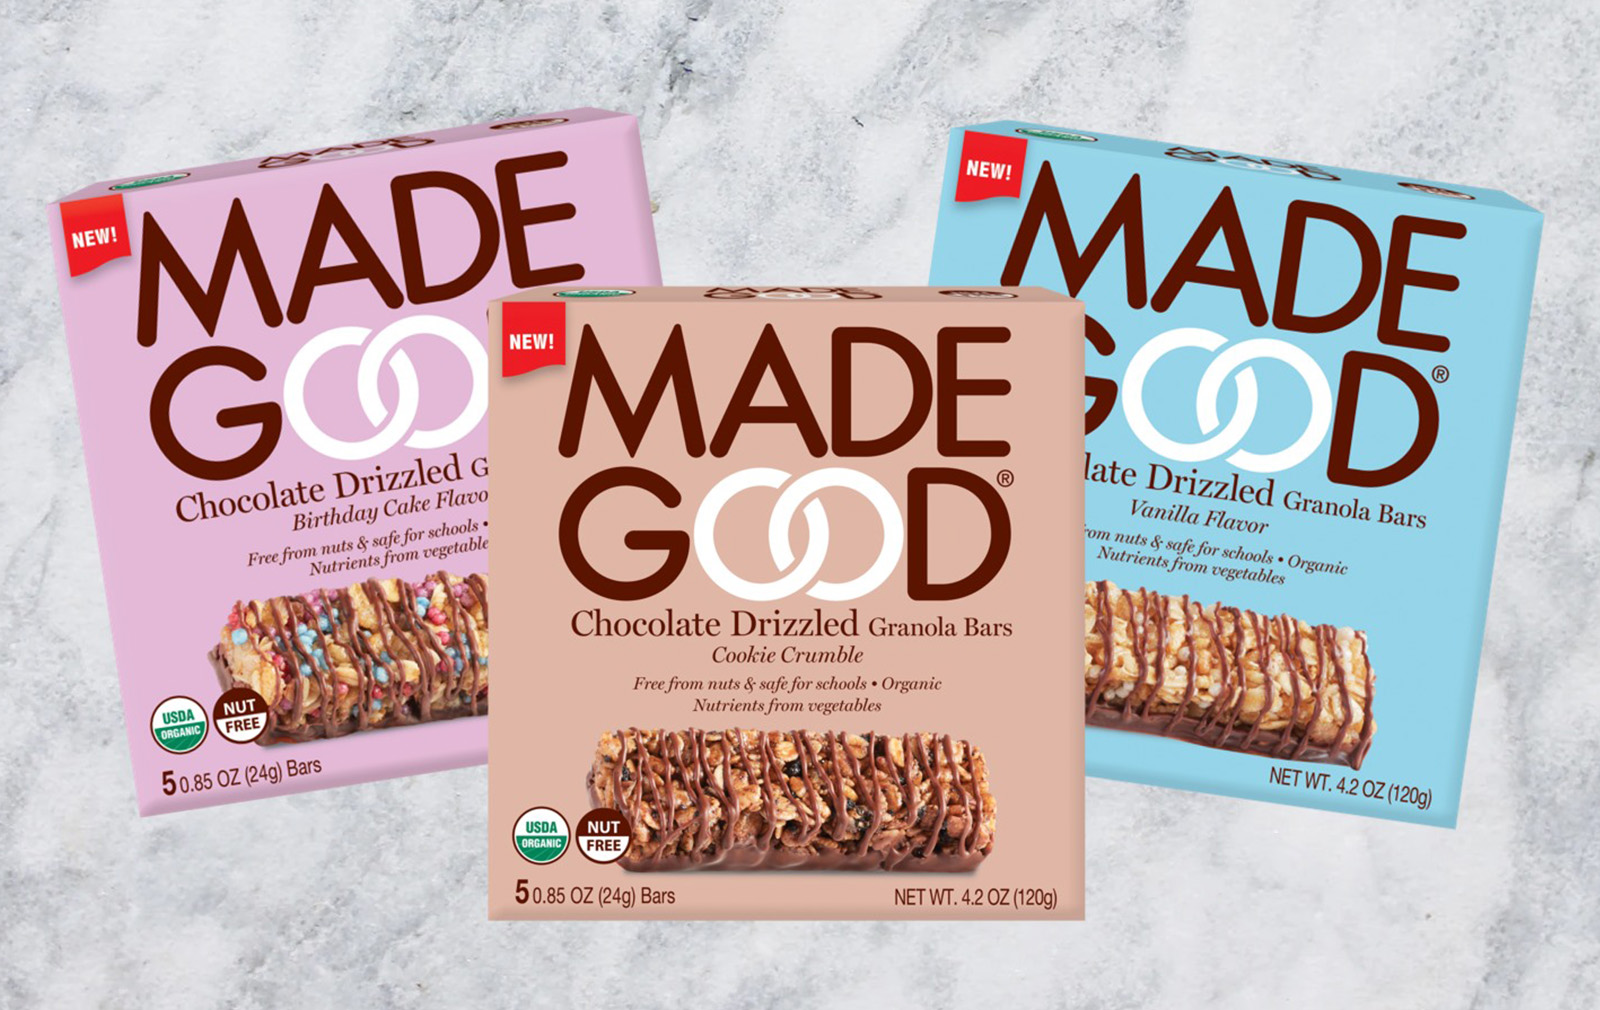 NEW!
MADE
GOOD
Chocolate Drizzled G
Birthday Cake Flavo
Free from nuts & safe for schools •
Nutrients from vegetable
USDA
ORGANIC
NUT
FREE
5 0.85 OZ (24g) Bars
MADE
GOOD
NEW!
MADE
GOOD®
Chocolate Drizzled Granola Bars
Cookie Crumble
Free from nuts & safe for schools • Organic
Nutrients from vegetables
USDA
ORGANIC
NUT
FREE
5 0.85 OZ (24g) Bars
NET WT. 4.2 OZ (120g)
NEW!
MADE
GOOD®
late Drizzled Granola Bars
Vanilla Flavor
rom nuts & safe for schools • Organic
Nutrients from vegetables
NET WT. 4.2 OZ (120g)